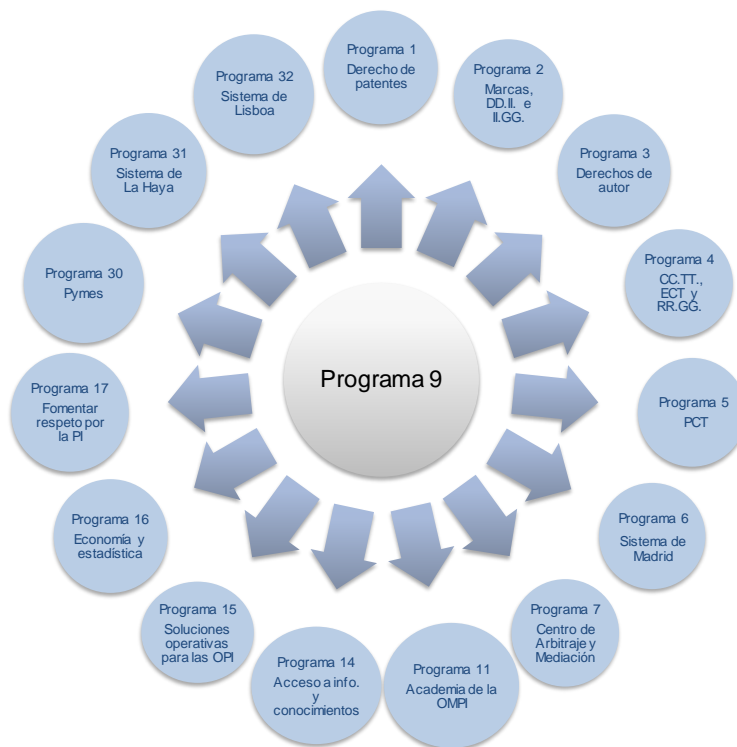 Programa 1
Derecho de
patentes
Programa 2
Marcas,
DD.II. e
II.GG.
Programa 3
Derechos de
autor
Programa 4
CC.TT.,
ECT y
RR.GG.
Programa 5
PCT
Programa 6
Sistema de
Madrid
Programa 7
Centro de
Arbitraje y
Mediación
Programa 11
Academia de la
OMPI
Programa 14
Acceso a info.
y
conocimientos
Programa 15
Soluciones
operativas
para las OPI
Programa 16
Economía y
estadística
Programa 17
Fomentar
respeto por
la PI
Programa 30
Pymes
Programa 31
Sistema de
La Haya
Programa 32
Sistema de
Lisboa
Programa 9